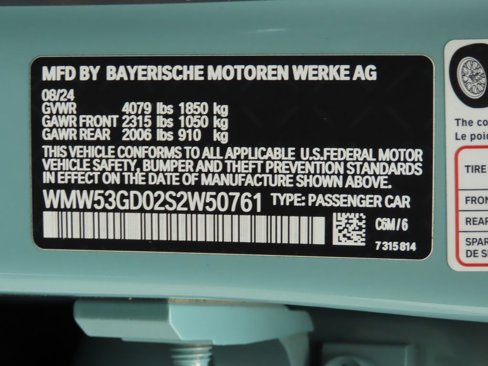 MFD BY BAYERISCHE MOTOREN WERKE AG
08/24
GVWR 4079 lbs 1850 kg
GAWR FRONT 2315 lbs 1050 kg
GAWR REAR 2006 lbs 910 kg
THIS VEHICLE CONFORMS TO ALL APPLICABLE U.S.FEDERAL MOTOR
VEHICLE SAFETY, BUMPER AND THEFT PREVENTION STANDARDS
IN EFFECT ON THE DATE OF MANUFACTURE SHOWN ABOVE.
WMW53GD02S2W50761 TYPE: PASSENGER CAR
C6M/6
7 315 814
The co
Le poi
TIRE
FRON
REAR
SPAR
DE S